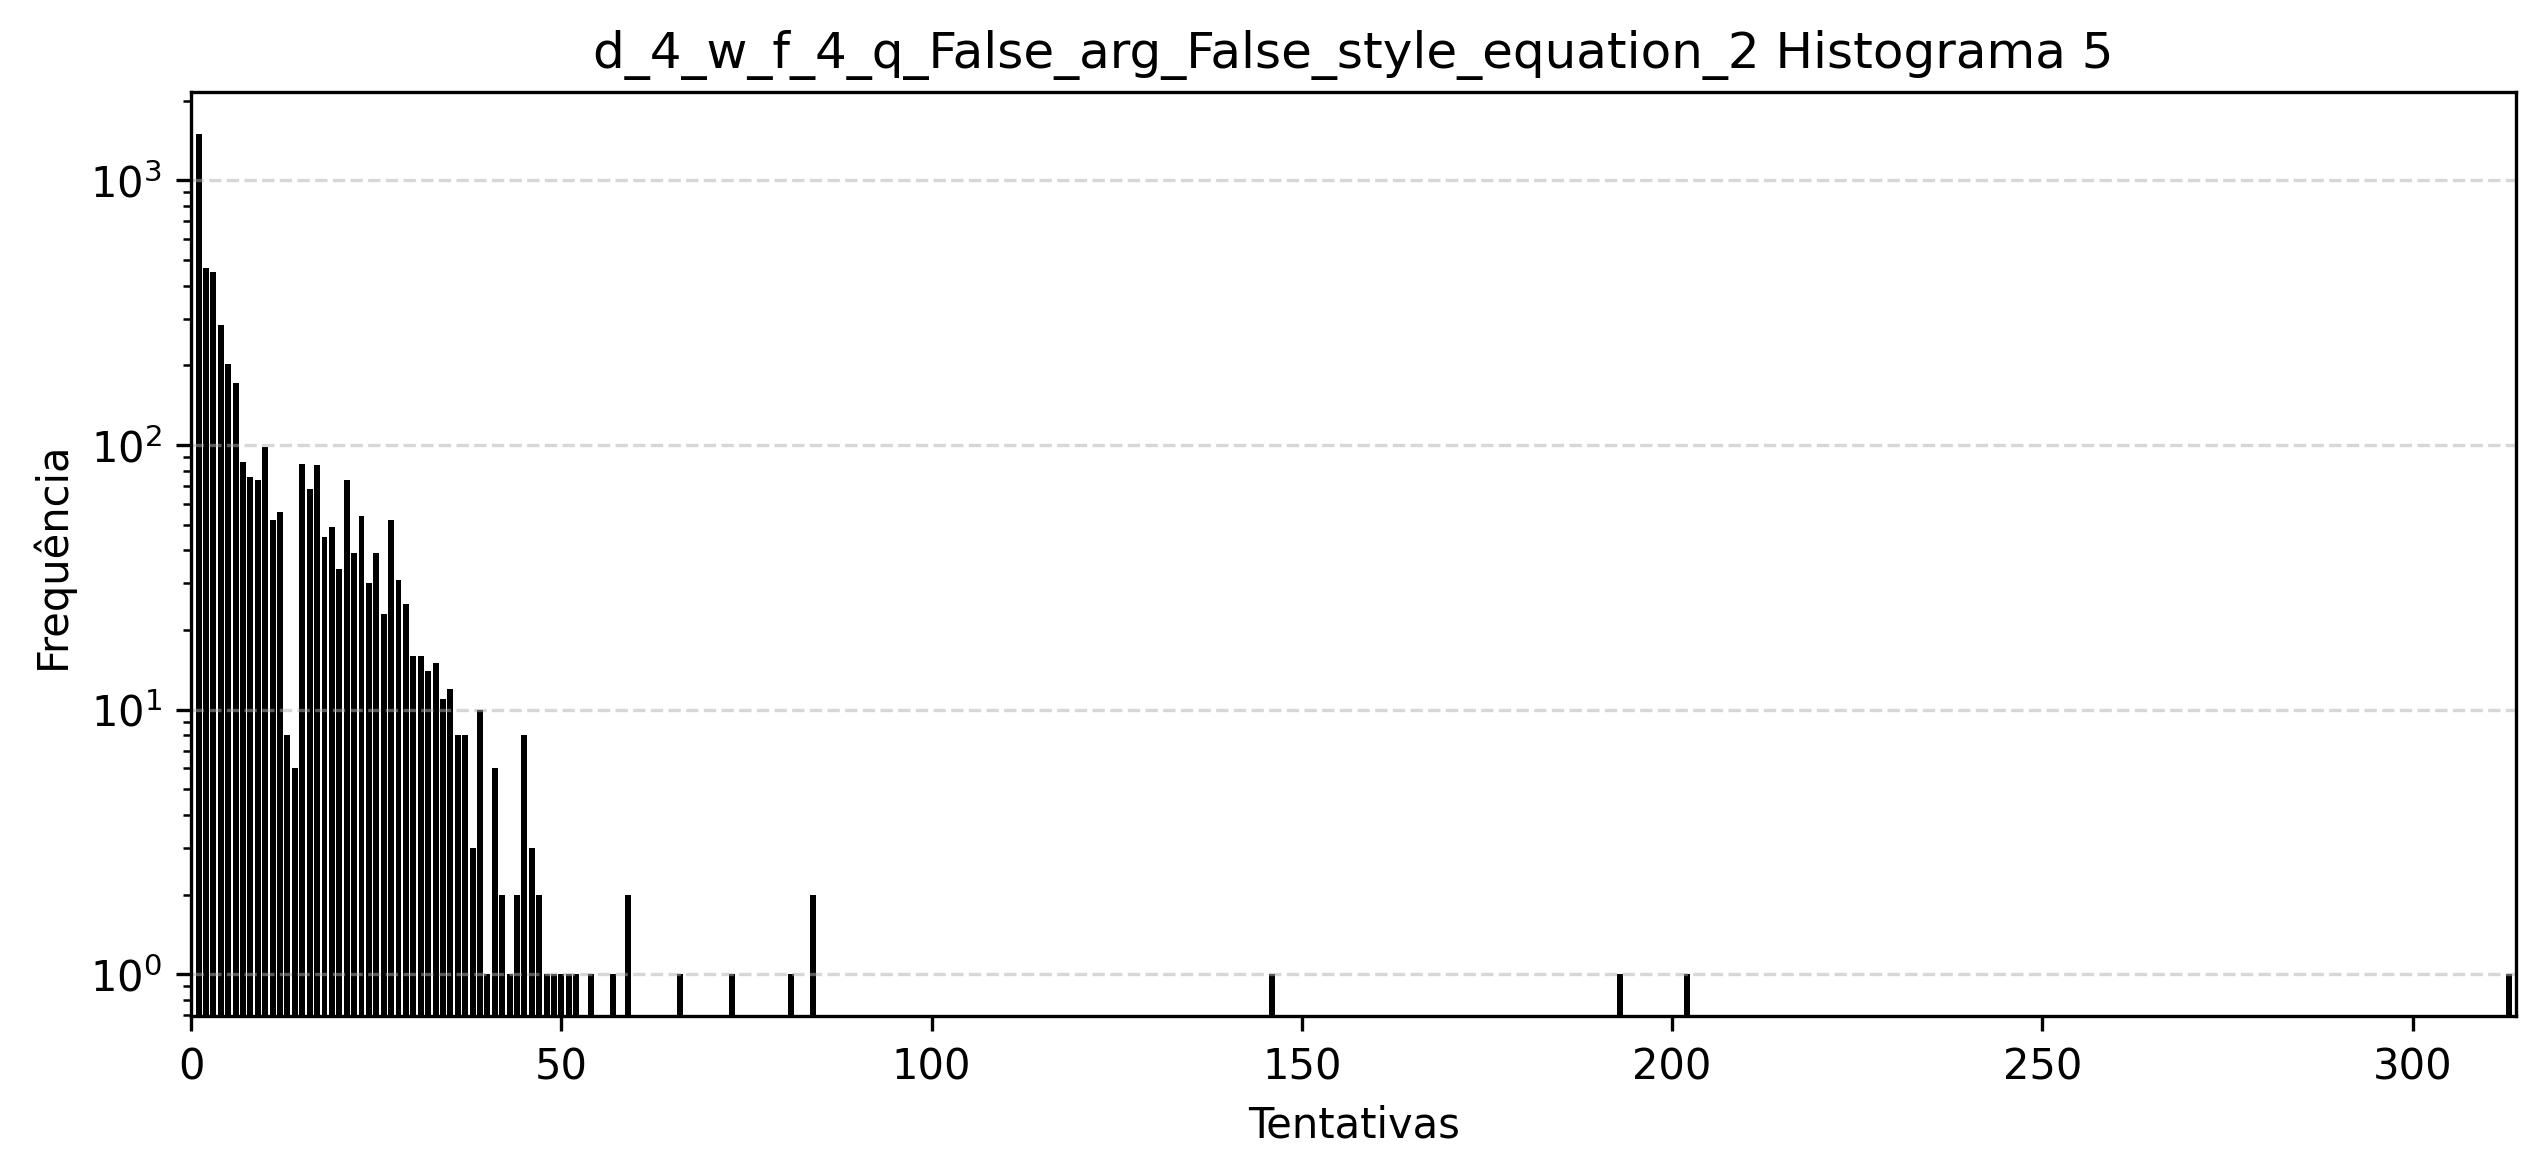 d_4_w_f_4_q_False_arg_False_style_equation_2 Histograma 5
Frequência
10³
10²
10¹
10⁰
0 50 100 150 200 250 300
Tentativas